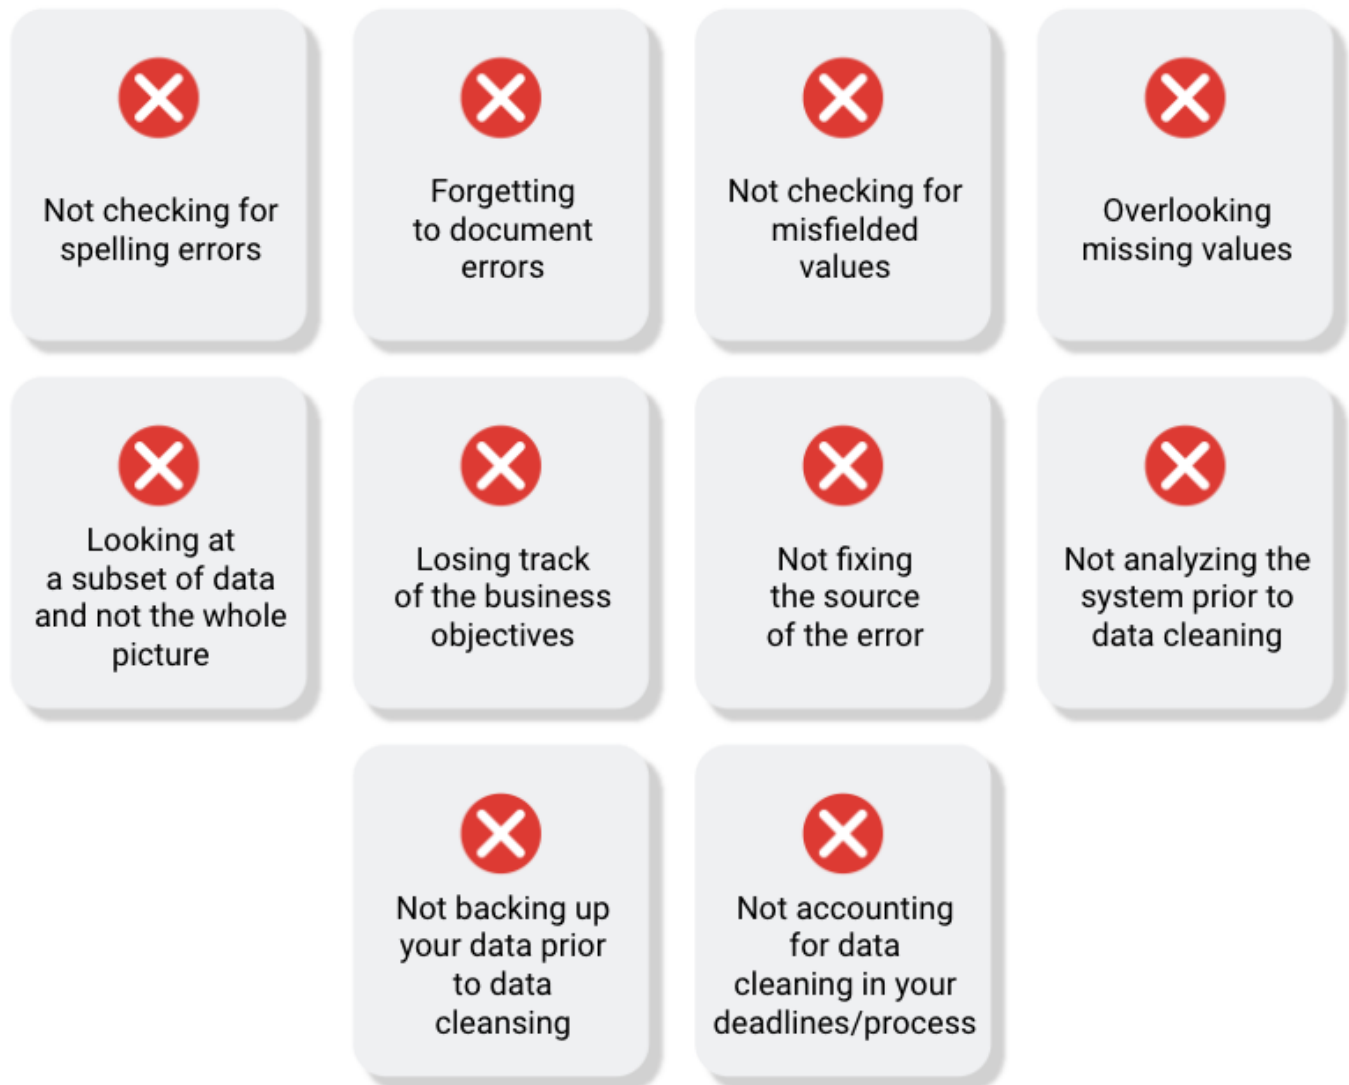 Not checking for
spelling errors
Forgetting
to document
errors
Not checking for
misfielded
values
Overlooking
missing values
Looking at
a subset of data
and not the whole
picture
Losing track
of the business
objectives
Not fixing
the source
of the error
Not analyzing the
system prior to
data cleaning
Not backing up
your data prior
to data
cleansing
Not accounting
for data
cleaning in your
deadlines/process